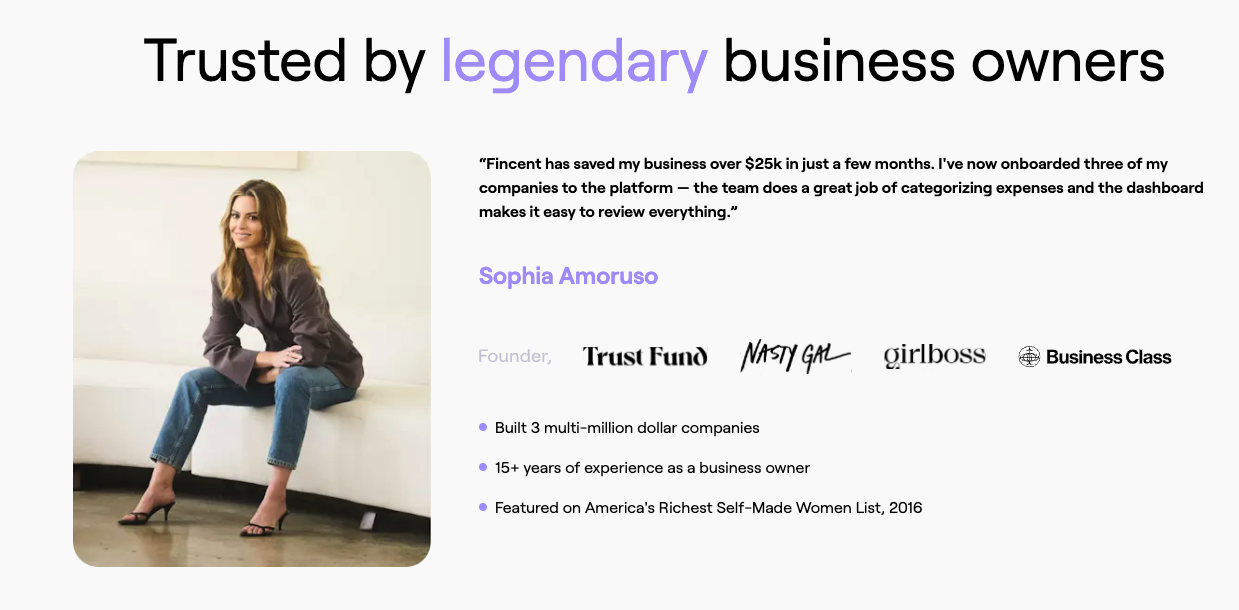 Trusted by legendary business owners
“Fincent has saved my business over $25k in just a few months. I've now onboarded three of my
companies to the platform — the team does a great job of categorizing expenses and the dashboard
makes it easy to review everything.”
Sophia Amoruso
Founder, Trust Fund NASTY GAL girlboss Business Class
Built 3 multi-million dollar companies
15+ years of experience as a business owner
Featured on America's Richest Self-Made Women List, 2016